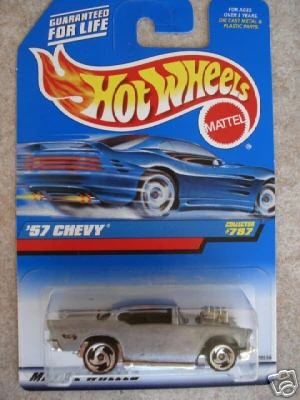 GUARANTEED
FOR LIFE
FOR AGES
OVER 3 YEARS.
DIE CAST METAL &
PLASTIC PARTS.
HOT WHEELS
MATTEL
®
'57 CHEVY
COLLECTOR
#787